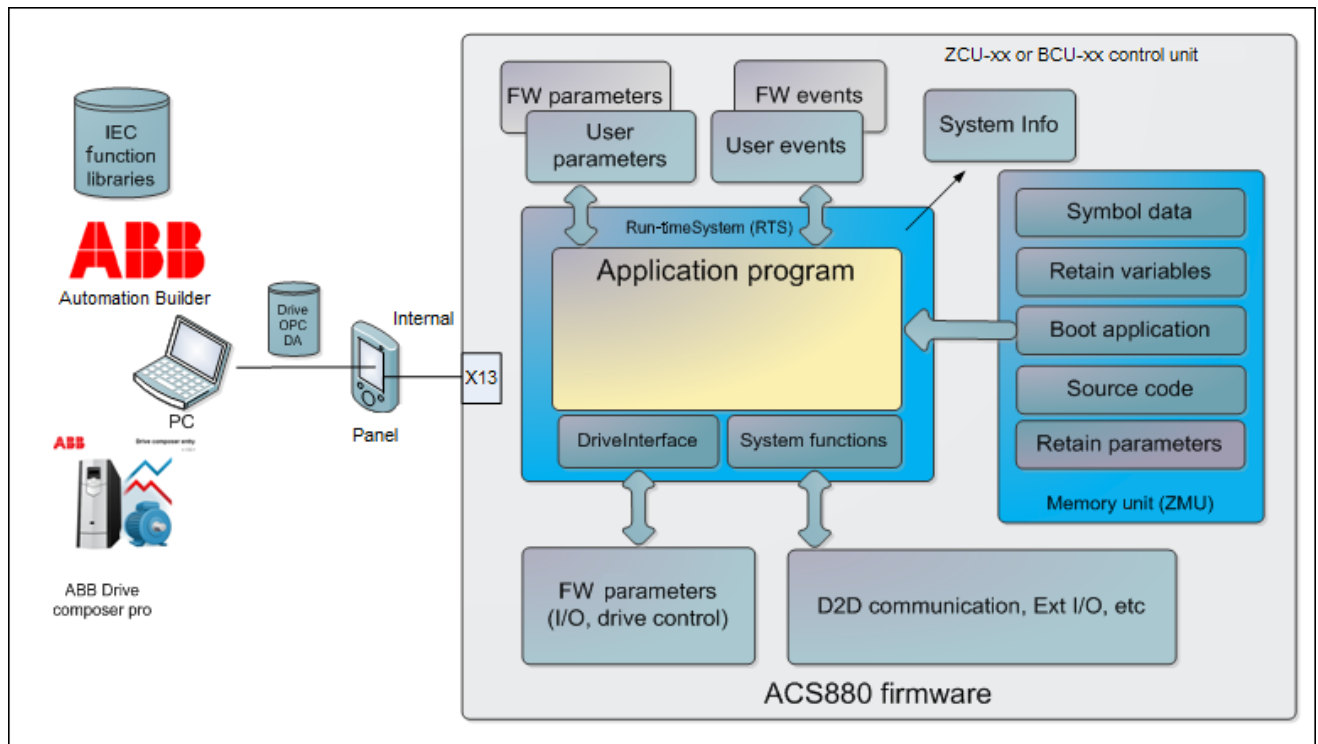 ZCU-xx or BCU-xx control unit
FW parameters
User
parameters
FW events
User events
System Info
IEC
function
libraries
ABB
Automation Builder
Drive
OPC
DA
PC
Internal
Panel
X13
Run-timeSystem (RTS)
Application program
DriveInterface
System functions
Symbol data
Retain variables
Boot application
Source code
Retain parameters
Memory unit (ZMU)
ABB
Drive composer entry
ABB Drive
composer pro
FW parameters
(I/O, drive control)
D2D communication, Ext I/O, etc
ACS880 firmware